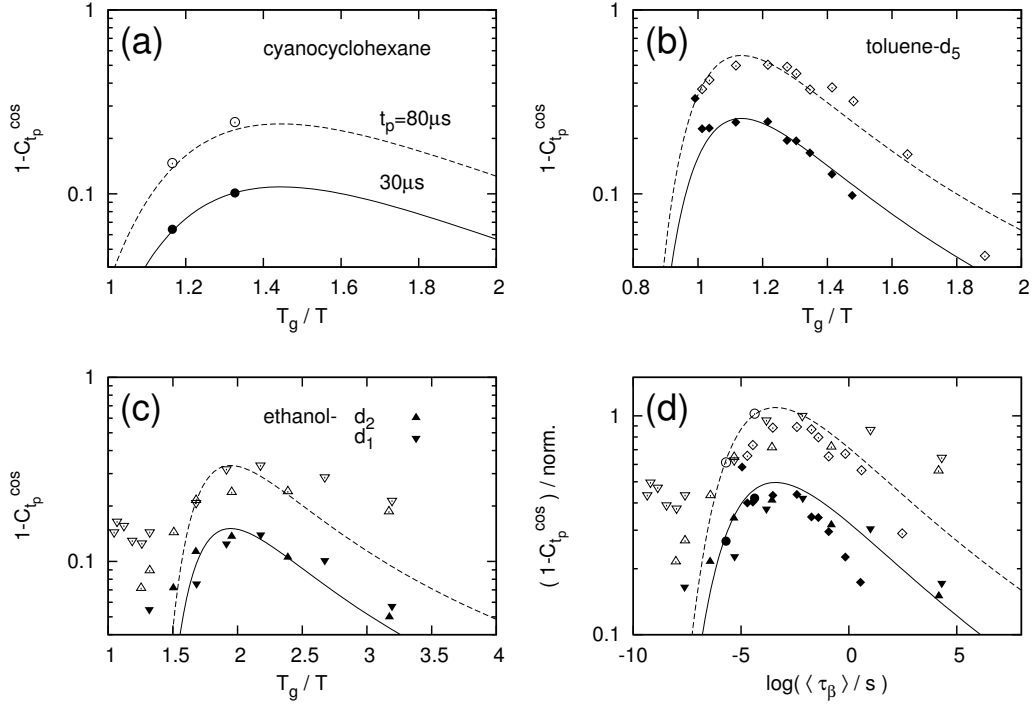 (a)
cyanocyclohexane
t_p=80μs
30μs
1
0.1
1-C_{t_p}^{cos}
1 1.2 1.4 1.6 1.8 2
T_g / T
(b)
toluene-d_5
1
0.1
1-C_{t_p}^{cos}
0.8 1 1.2 1.4 1.6 1.8 2
T_g / T
(c)
ethanol- d_2
d_1
1
0.1
1-C_{t_p}^{cos}
1 1.5 2 2.5 3 3.5 4
T_g / T
(d)
1
0.1
( 1-C_{t_p}^{cos} ) / norm.
-10 -5 0 5
log( ⟨ τ_β ⟩ / s )